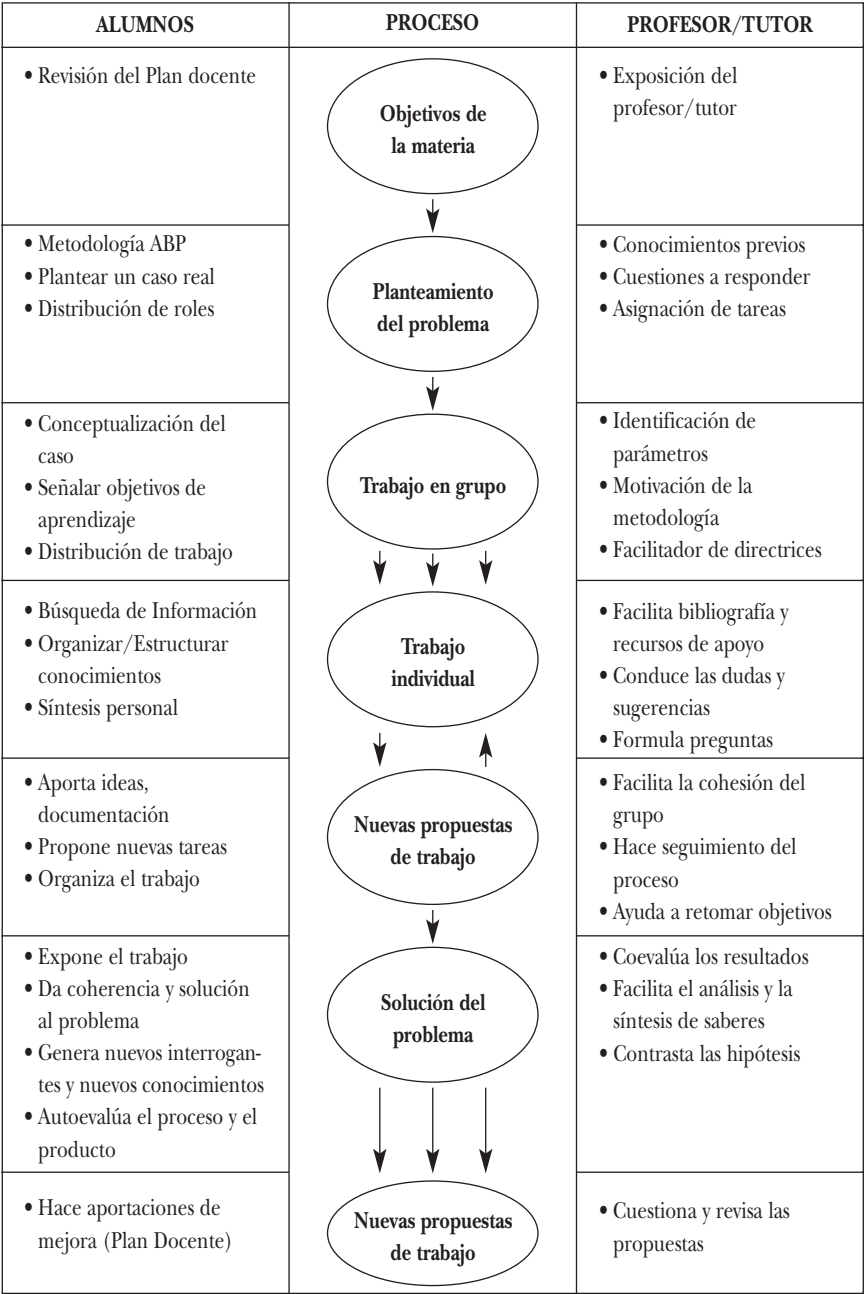 ALUMNOS
PROCESO
PROFESOR/TUTOR
• Revisión del Plan docente
Objetivos de
la materia
• Exposición del
profesor/tutor
• Metodología ABP
• Plantear un caso real
• Distribución de roles
Planteamiento
del problema
• Conocimientos previos
• Cuestiones a responder
• Asignación de tareas
• Conceptualización del
caso
• Señalar objetivos de
aprendizaje
• Distribución de trabajo
Trabajo en grupo
• Identificación de
parámetros
• Motivación de la
metodología
• Facilitador de directrices
• Búsqueda de Información
• Organizar/Estructurar
conocimientos
• Síntesis personal
Trabajo
individual
• Facilita bibliografía y
recursos de apoyo
• Conduce las dudas y
sugerencias
• Formula preguntas
• Aporta ideas,
documentación
• Propone nuevas tareas
• Organiza el trabajo
Nuevas propuestas
de trabajo
• Facilita la cohesión del
grupo
• Hace seguimiento del
proceso
• Ayuda a retomar objetivos
• Expone el trabajo
• Da coherencia y solución
al problema
• Genera nuevos interrogan-
tes y nuevos conocimientos
• Autoevalúa el proceso y el
producto
Solución del
problema
• Coevalúa los resultados
• Facilita el análisis y la
síntesis de saberes
• Contrasta las hipótesis
• Hace aportaciones de
mejora (Plan Docente)
Nuevas propuestas
de trabajo
• Cuestiona y revisa las
propuestas